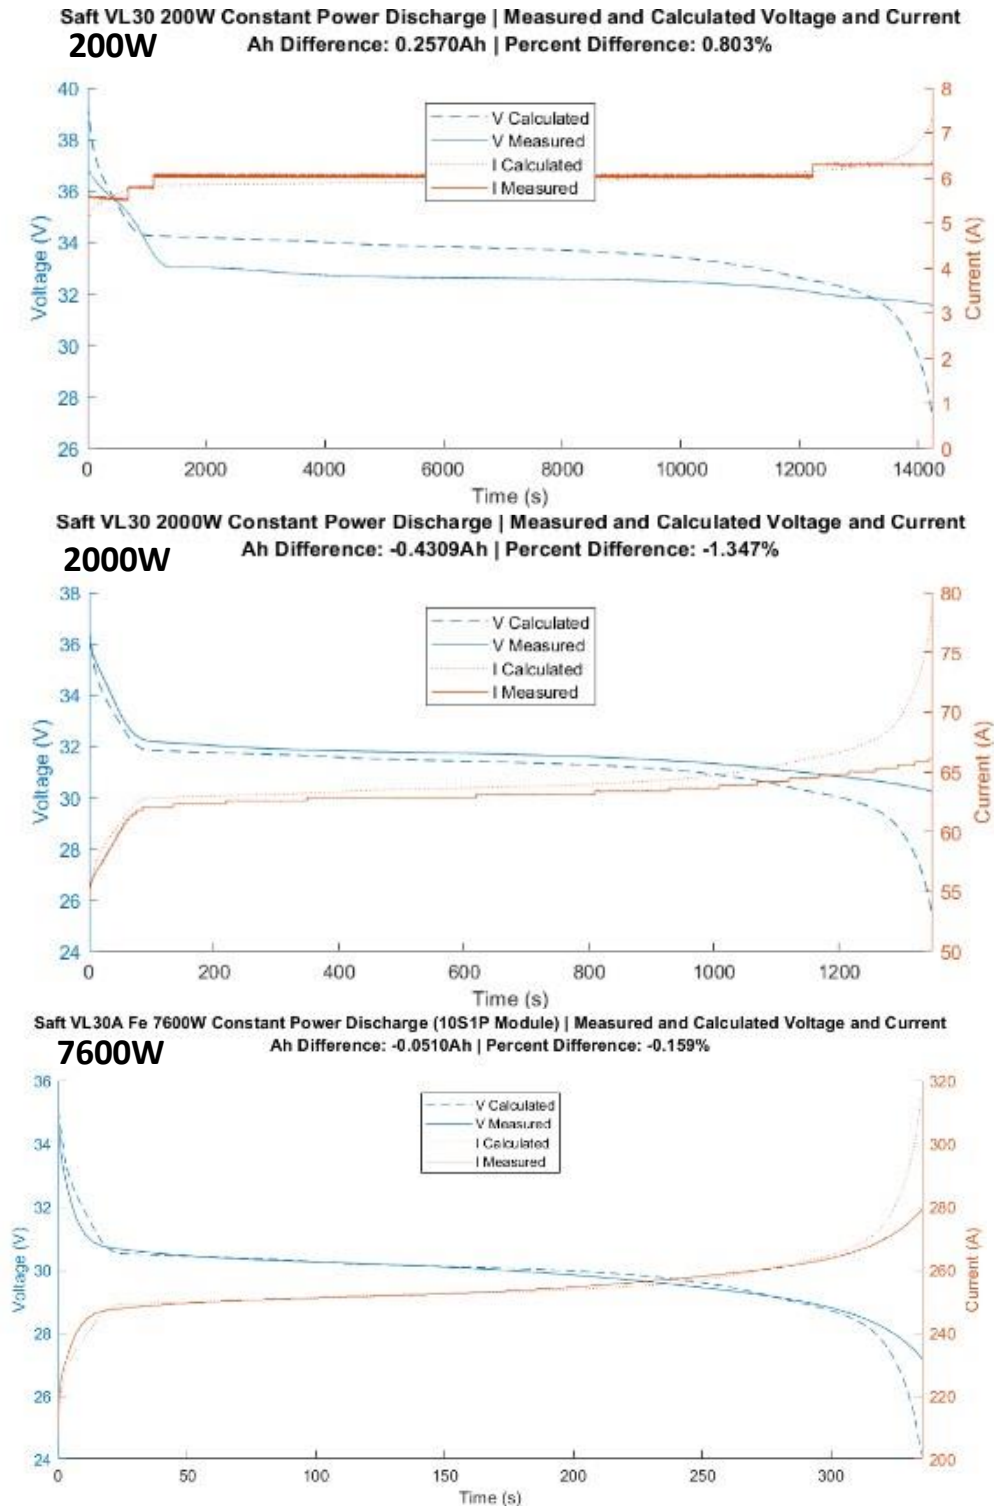 Saft VL30 200W Constant Power Discharge | Measured and Calculated Voltage and Current
200W
Ah Difference: 0.2570Ah | Percent Difference: 0.803%
40
38
36
34
32
30
28
26
Voltage (V)
V Calculated
V Measured
I Calculated
I Measured
8
7
6
5
4
3
2
1
0
Current (A)
0 2000 4000 6000 8000 10000 12000 14000
Time (s)
Saft VL30 2000W Constant Power Discharge | Measured and Calculated Voltage and Current
2000W
Ah Difference: -0.4309Ah | Percent Difference: -1.347%
38
36
34
32
30
28
26
24
Voltage (V)
V Calculated
V Measured
I Calculated
I Measured
80
75
70
65
60
55
50
Current (A)
0 200 400 600 800 1000 1200
Time (s)
Saft VL30A Fe 7600W Constant Power Discharge (10S1P Module) | Measured and Calculated Voltage and Current
7600W
Ah Difference: -0.0510Ah | Percent Difference: -0.159%
36
34
32
30
28
26
24
Voltage (V)
V Calculated
V Measured
I Calculated
I Measured
320
300
280
260
240
220
200
Current (A)
0 50 100 150 200 250 300
Time (s)